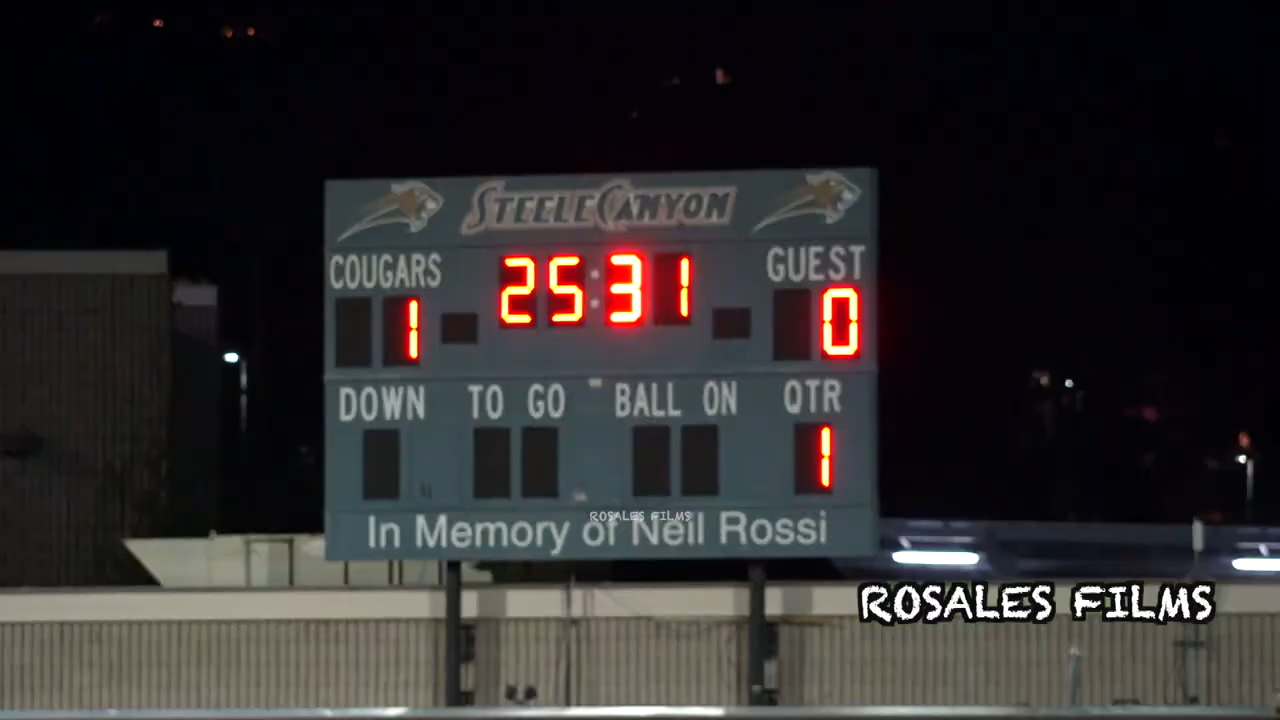 STEELE CANYON
COUGARS 25:31 GUEST
1 0
DOWN TO GO BALL ON QTR
1
ROSALES FILMS
In Memory of Neil Rossi
ROSALES FILMS